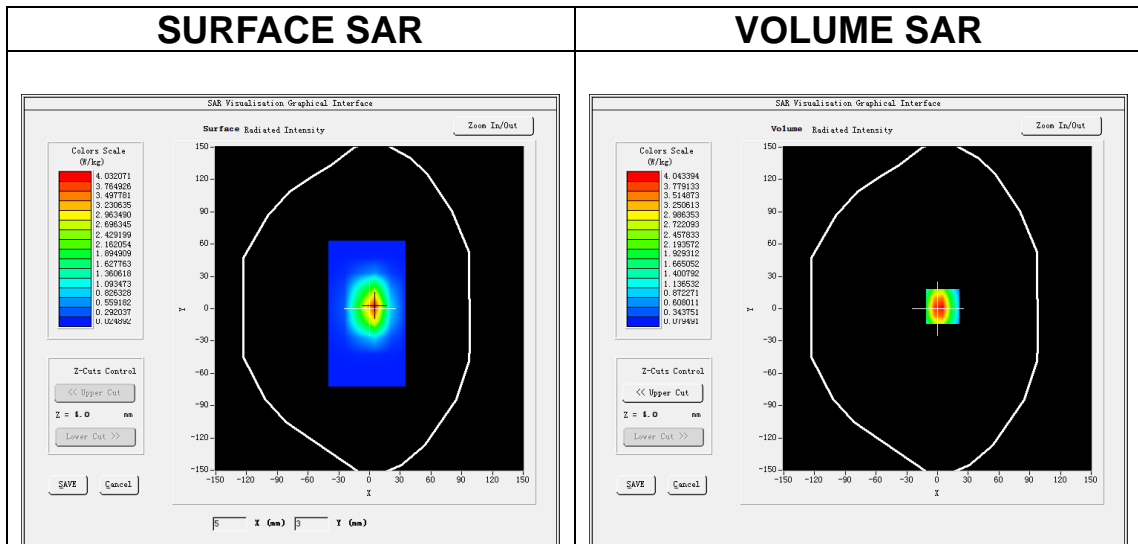 SURFACE SAR
VOLUME SAR
SAR Visualisation Graphical Interface
Surface Radiated Intensity
Zoom In/Out
Colors Scale
(W/kg)
4.032071
3.764926
3.497781
3.230635
2.963490
2.696345
2.429199
2.162054
1.894909
1.627763
1.360618
1.093473
0.826328
0.559182
0.292037
0.024892
Z-Cuts Control
<< Upper Cut
Z = 4.0 mm
Lower Cut >>
SAVE
Cancel
150
120
90
60
30
0
-30
-60
-90
-120
-150
Y
-150 -120 -90 -60 -30 0 30 60 90 120 150
X
5 X (mm) 3 Y (mm)
SAR Visualisation Graphical Interface
Volume Radiated Intensity
Zoom In/Out
Colors Scale
(W/kg)
4.043394
3.779133
3.514873
3.250613
2.986353
2.722093
2.457833
2.193572
1.929312
1.665052
1.400792
1.136532
0.872271
0.608011
0.343751
0.079491
Z-Cuts Control
<< Upper Cut
Z = 4.0 mm
Lower Cut >>
SAVE
Cancel
150
120
90
60
30
0
-30
-60
-90
-120
-150
Y
-150 -120 -90 -60 -30 0 30 60 90 120 150
X